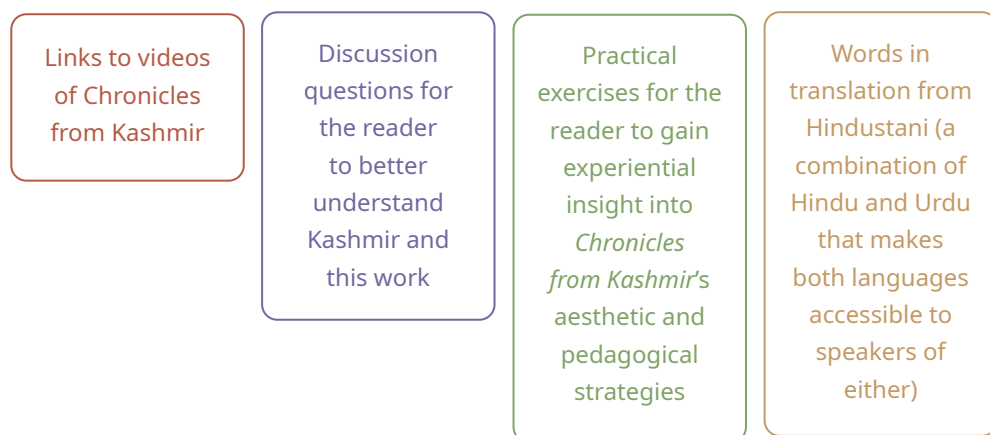 Links to videos
of Chronicles
from Kashmir
Discussion
questions for
the reader
to better
understand
Kashmir and
this work
Practical
exercises for the
reader to gain
experiential
insight into
Chronicles
from Kashmir's
aesthetic and
pedagogical
strategies
Words in
translation from
Hindustani (a
combination of
Hindu and Urdu
that makes
both languages
accessible to
speakers of
either)